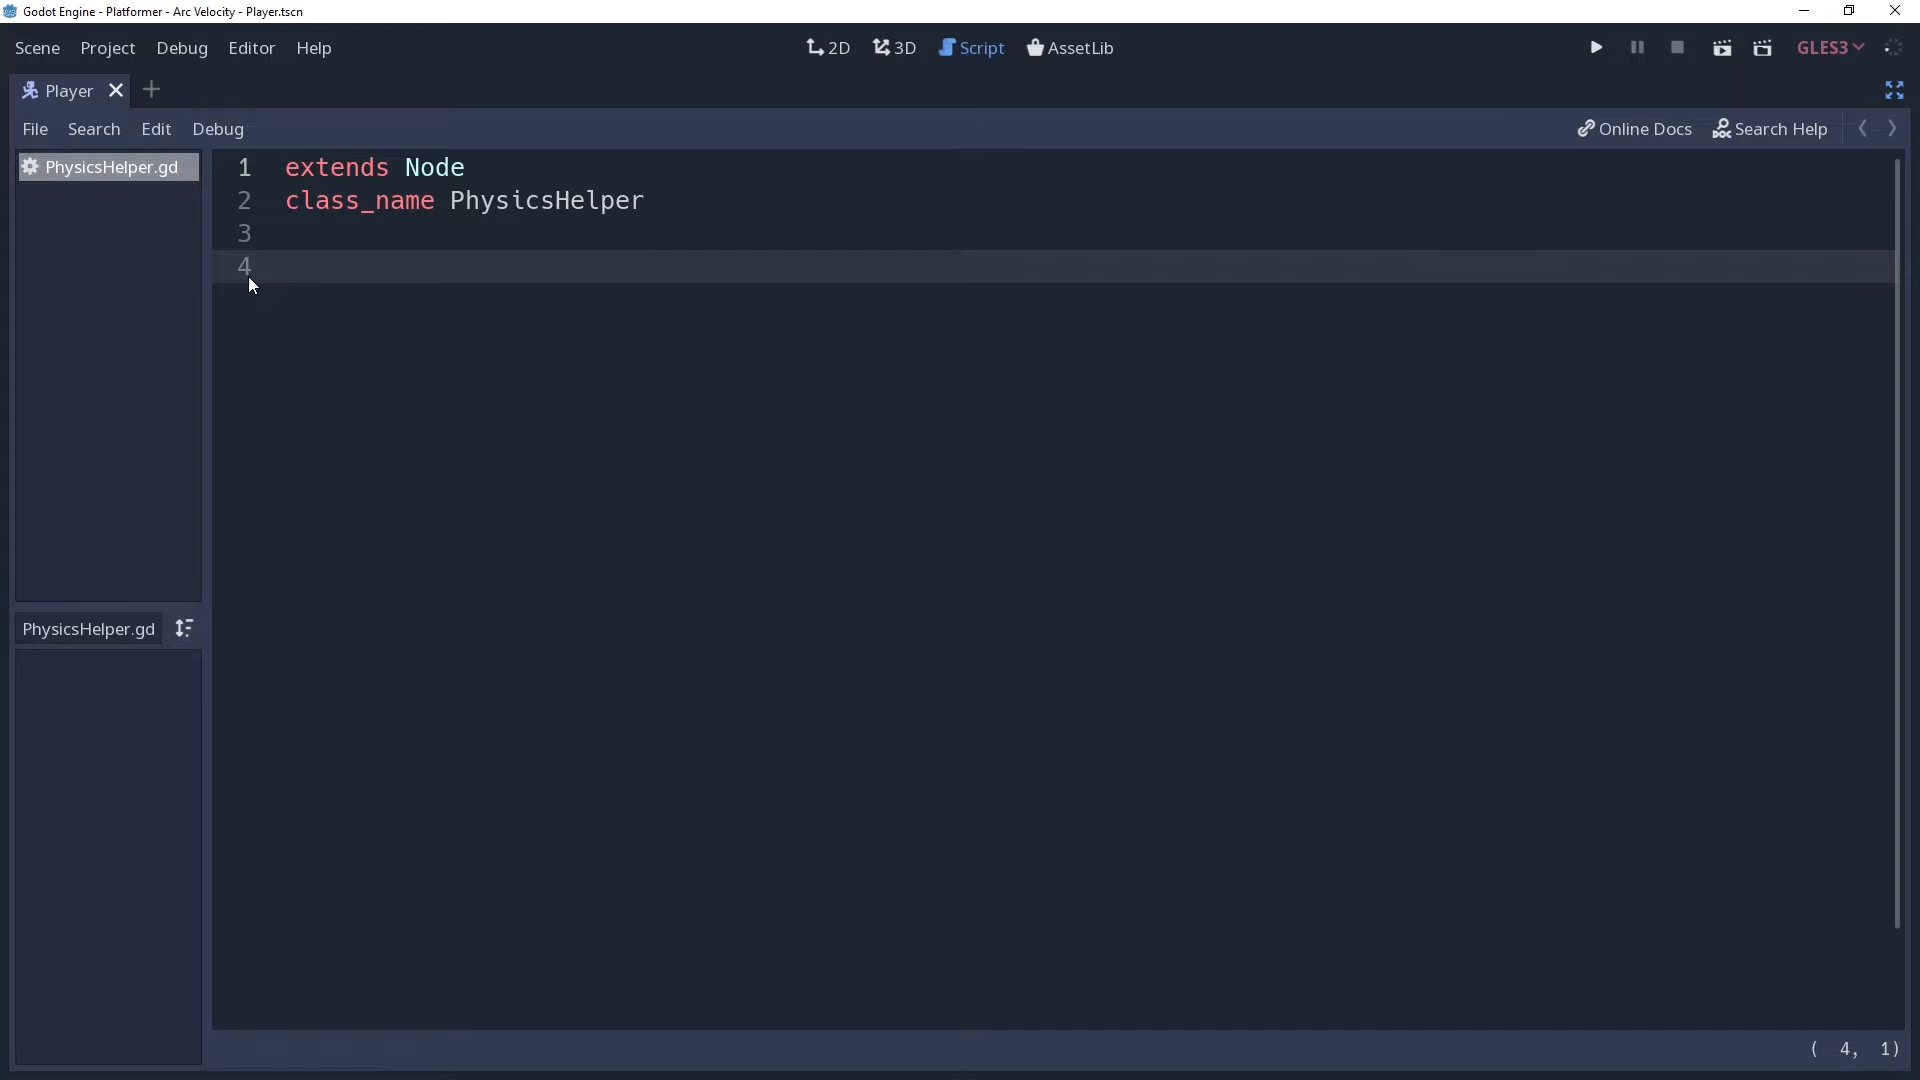 Godot Engine - Platformer - Arc Velocity - Player.tscn
Scene Project Debug Editor Help
2D 3D Script AssetLib
GLES3
Player
File Search Edit Debug
Online Docs Search Help
PhysicsHelper.gd
1 extends Node
2 class_name PhysicsHelper
3
4
PhysicsHelper.gd
( 4, 1)